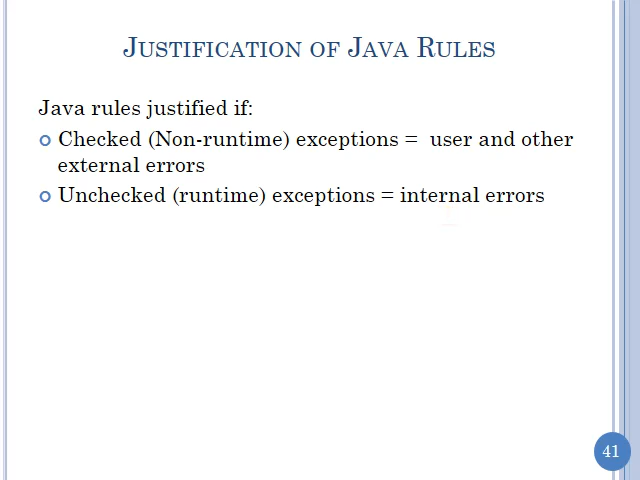 Justification of Java Rules
Java rules justified if:
Checked (Non-runtime) exceptions = user and other
external errors
Unchecked (runtime) exceptions = internal errors
41